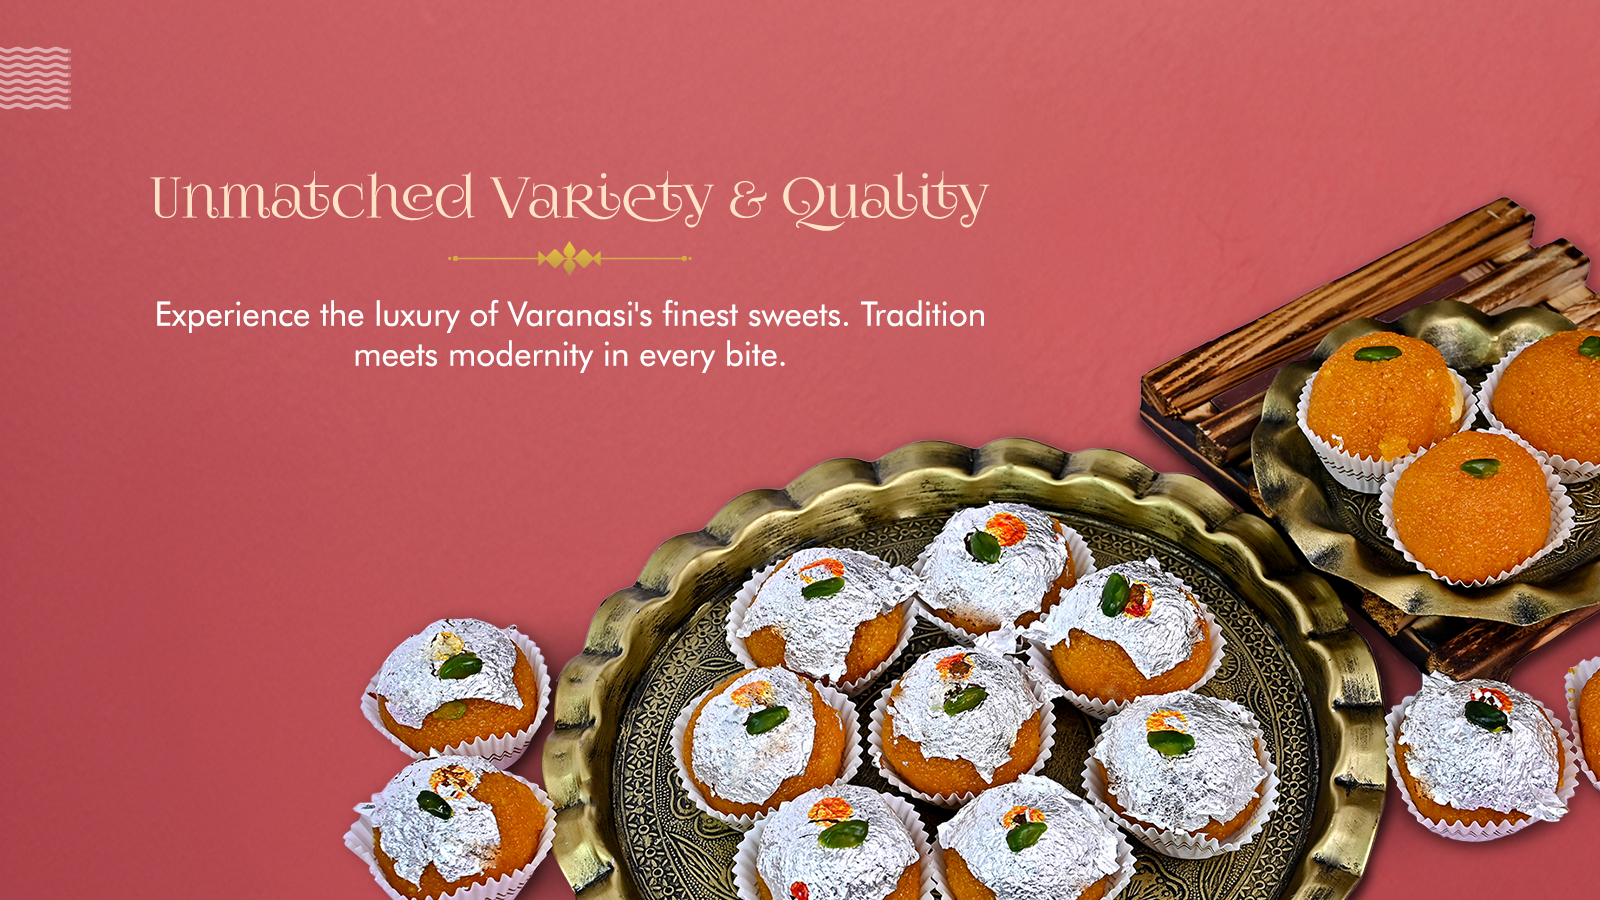 Unmatched Variety & Quality
Experience the luxury of Varanasi's finest sweets. Tradition
meets modernity in every bite.